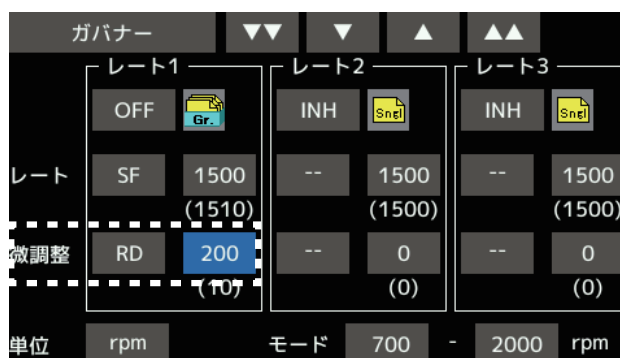 ガバナー ▼▼ ▼ ▲ ▲▲
レート1 レート2 レート3
OFF Gr. INH Sngl INH Sngl
レート SF 1500 -- 1500 -- 1500
(1510) (1500) (1500)
微調整 RD 200 -- 0 -- 0
(10) (0) (0)
単位 rpm モード 700 - 2000 rpm